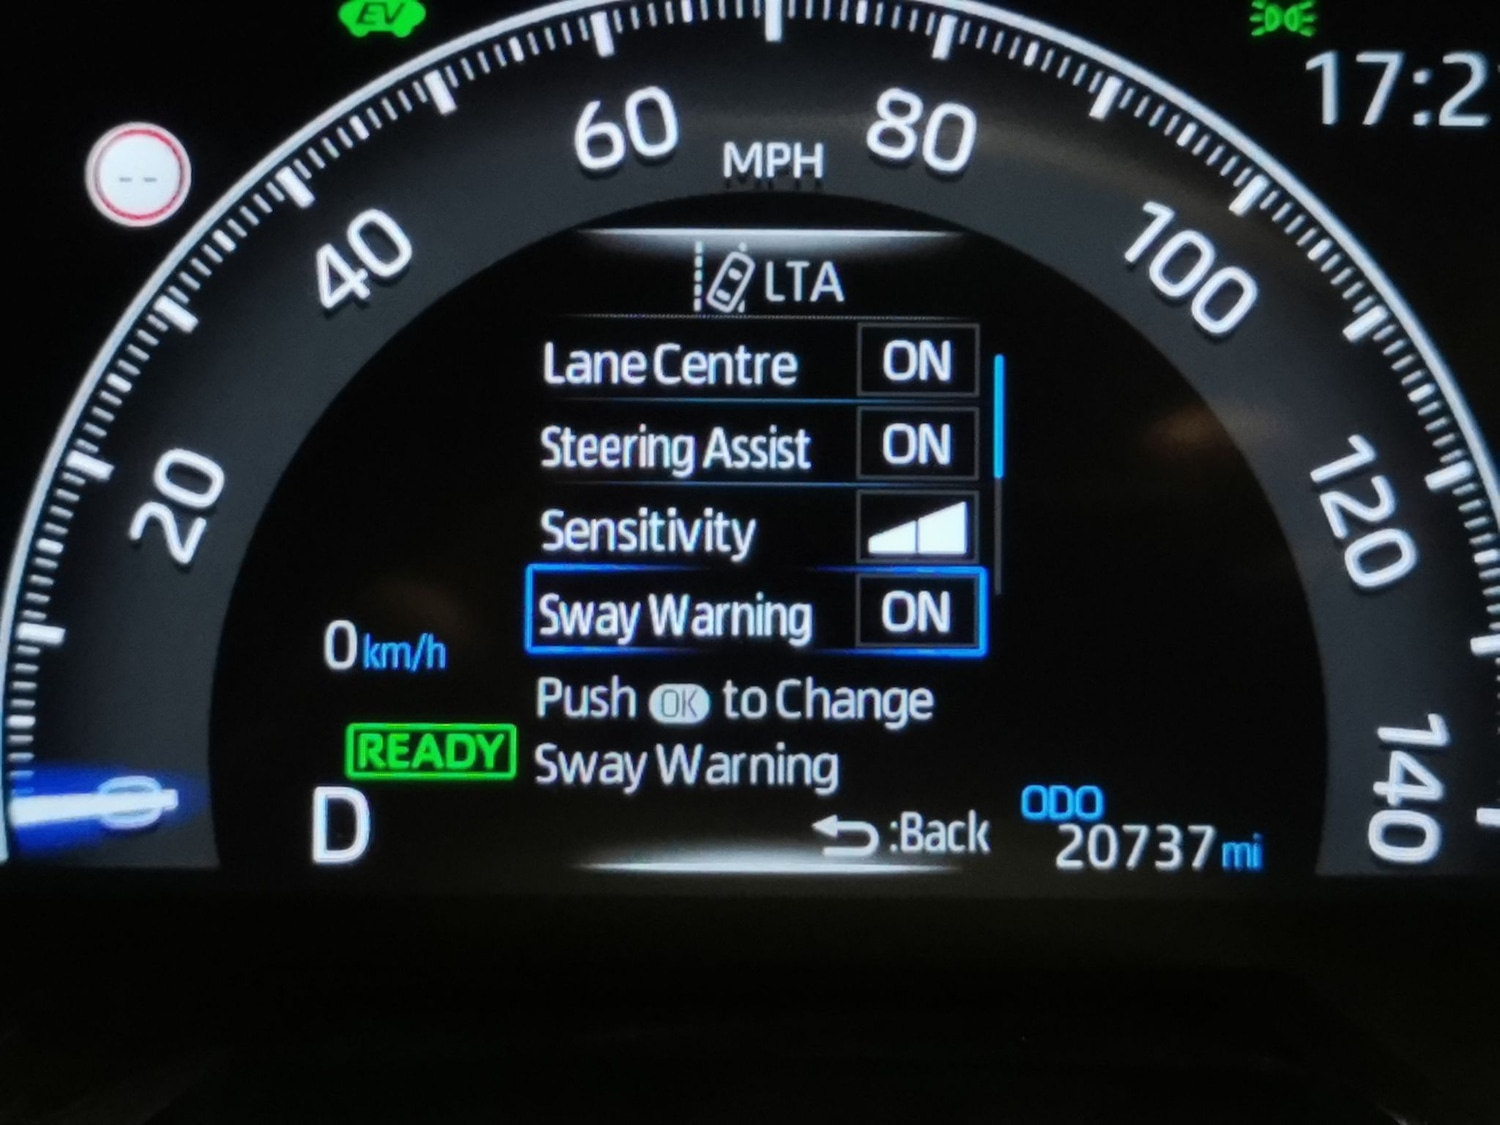 EV
17:2
--
60
MPH
80
40
100
LTA
Lane Centre ON
Steering Assist ON
20
120
Sensitivity
Sway Warning ON
0 km/h
Push OK to Change
Sway Warning
READY
140
D
:Back
ODO
20737 mi
0